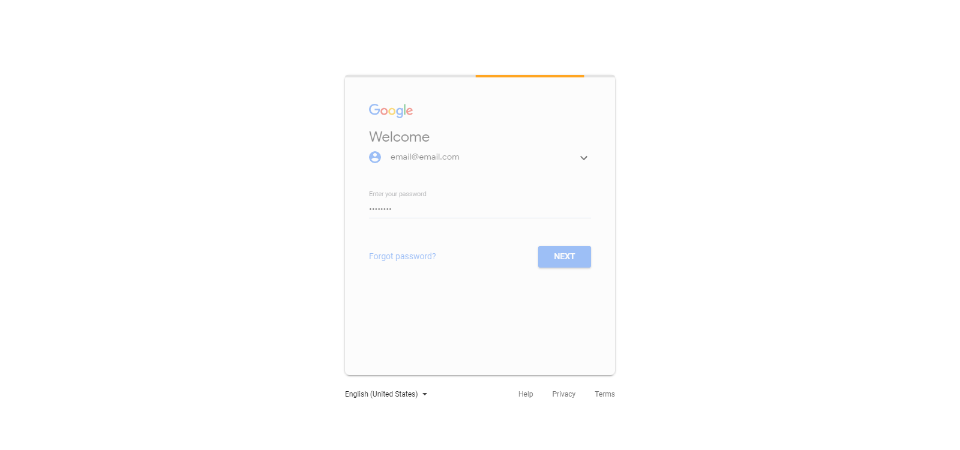 Google
Welcome
email@email.com
Enter your password
••••••••
Forgot password?
NEXT
English (United States)
Help Privacy Terms